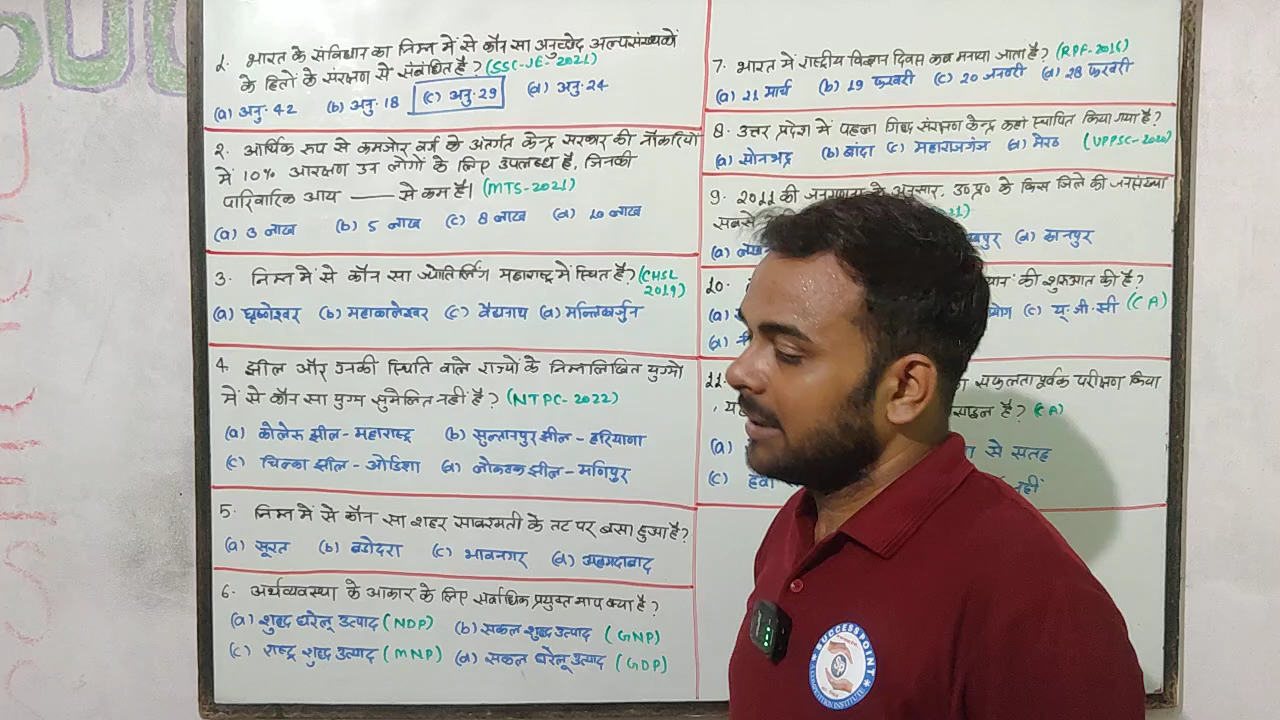 1. भारत के संविधान का निम्न में से कौन सा अनुच्छेद अल्पसंख्यकों
के हितों के संरक्षण से संबंधित है? (SSC-JE-2021)
(a) अनु. 42 (b) अनु. 18 (c) अनु. 29 (d) अनु. 24
2. आर्थिक रूप से कमजोर वर्ग के अंतर्गत केन्द्र सरकार की नौकरियों
में 10% आरक्षण उन लोगों के लिए उपलब्ध है, जिनकी
पारिवारिक आय —— से कम है। (MTS-2021)
(a) 3 लाख (b) 5 लाख (c) 8 लाख (d) 10 लाख
3. निम्न में से कौन सा ज्योतिर्लिंग महाराष्ट्र में स्थित है? (CHSL
2019)
(a) घृष्णेश्वर (b) महाकालेश्वर (c) वैद्यनाथ (d) मल्लिकार्जुन
4. झील और उनकी स्थिति वाले राज्यों के निम्नलिखित युग्मो
में से कौन सा युग्म सुमेलित नहीं है? (NTPC-2022)
(a) कोलेरु झील - महाराष्ट्र (b) सुल्तानपुर झील - हरियाणा
(c) चिल्का झील - ओडिशा (d) लोकटक झील - मणिपुर
5. निम्न में से कौन सा शहर साबरमती के तट पर बसा हुआ है?
(a) सूरत (b) बडोदरा (c) भावनगर (d) अहमदाबाद
6. अर्थव्यवस्था के आकार के लिए सर्वाधिक प्रयुक्त माप क्या है?
(a) शुद्ध घरेलू उत्पाद (NDP) (b) सकल शुद्ध उत्पाद (GNP)
(c) राष्ट्र शुद्ध उत्पाद (MNP) (d) सकल घरेलू उत्पाद (GDP)
7. भारत में राष्ट्रीय विज्ञान दिवस कब मनाया जाता है? (RPF-2016)
(a) 21 मार्च (b) 19 फरवरी (c) 20 जनवरी (d) 28 फरवरी
8. उत्तर प्रदेश में पहला गिद्ध संरक्षण केन्द्र कहाँ स्थापित किया गया है?
(a) सोनभद्र (b) बांदा (c) महाराजगंज (d) मेरठ (UPPSC-2020)
9. 2011 की जनगणना के अनुसार, उ०प्र० के किस जिले की जनसंख्या
सबसे
(a) (d) कानपुर
10. की शुरुआत की है?
(a) (c) यू.जी.सी (CA)
(d)
11. सफलतापूर्वक परीक्षण किया
है? (CA)
(a) से सतह
(c) हवा
SUCCESS POINT